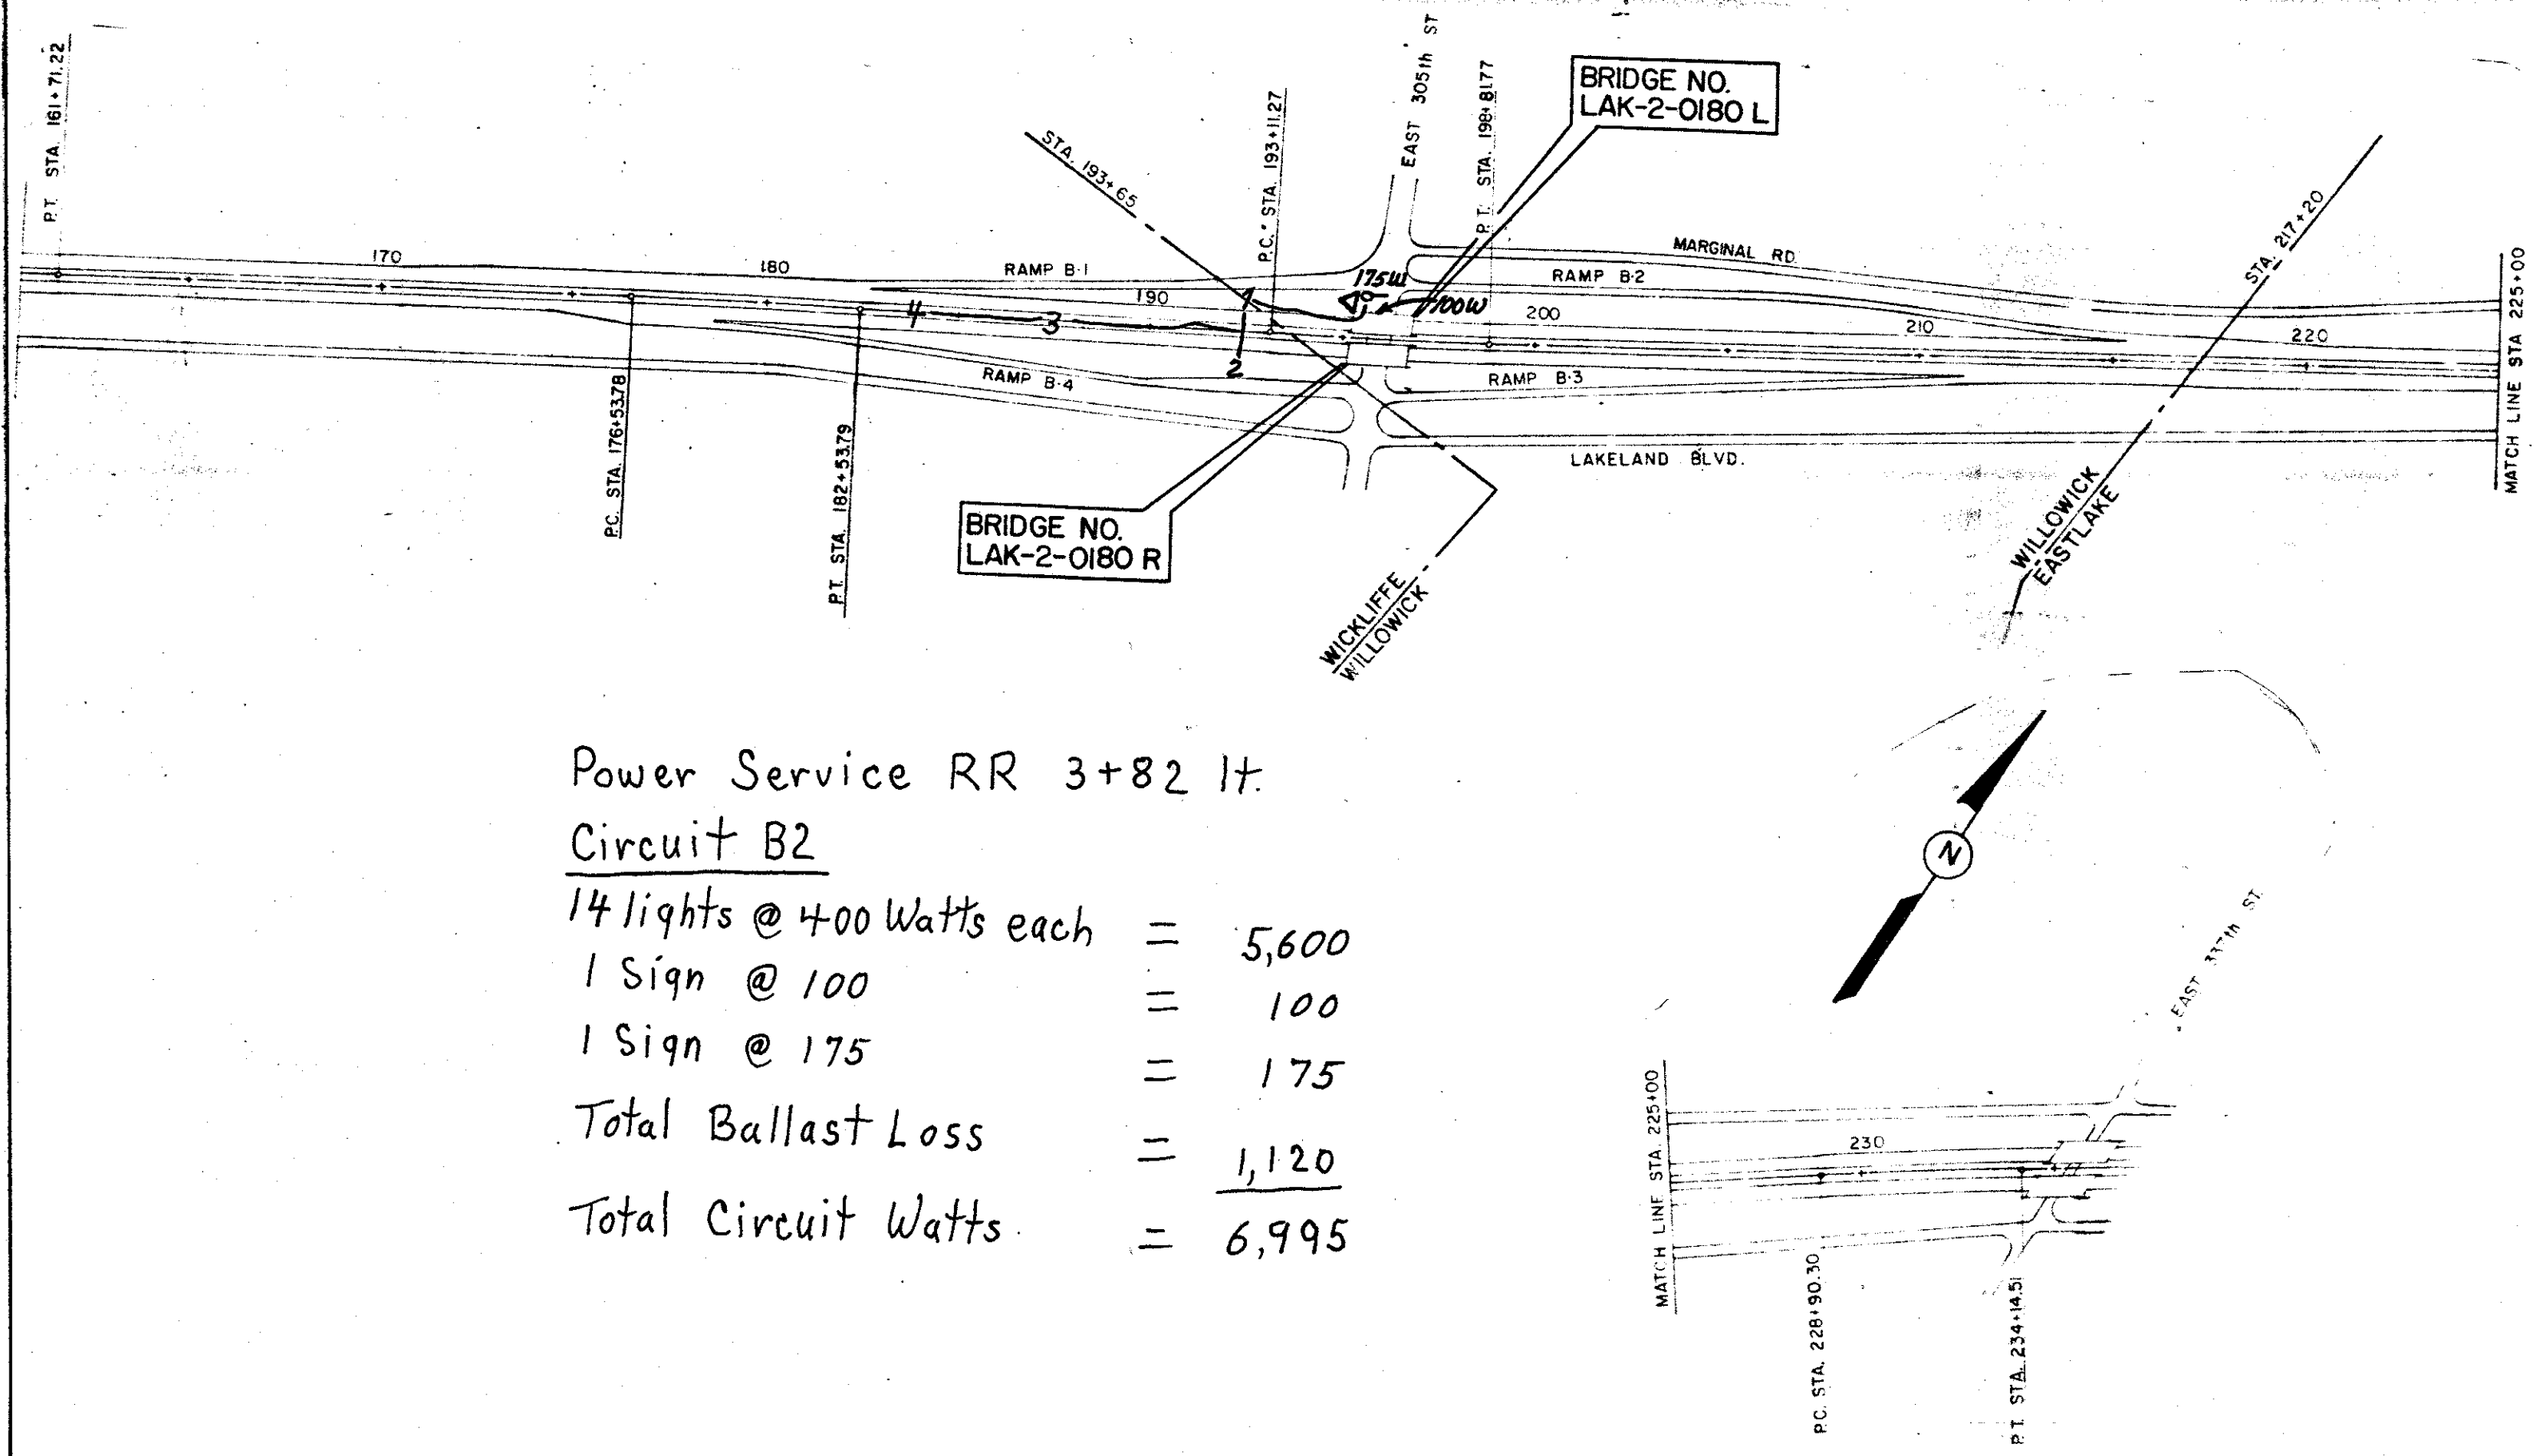 P.T. STA. 161+71.22
170
180
RAMP B-1
190
STA. 193+65
P.C. STA. 193+11.27
EAST 305th ST
P.T. STA. 198+81.77
BRIDGE NO.
LAK-2-0180 L
MARGINAL RD.
RAMP B-2
175W
100W
200
210
220
STA. 217+20
MATCH LINE STA 225+00
4
3
1
2
RAMP B-4
RAMP B-3
LAKELAND BLVD.
P.C. STA. 176+53.78
P.T. STA. 182+53.79
BRIDGE NO.
LAK-2-0180 R
WICKLIFFE
WILLOWICK
WILLOWICK
EASTLAKE
Power Service RR 3+82 lt.
Circuit B2
14 lights @ 400 Watts each = 5,600
1 Sign @ 100 = 100
1 Sign @ 175 = 175
Total Ballast Loss = 1,120
Total Circuit Watts = 6,995
N
EAST 337th ST.
MATCH LINE STA. 225+00
230
P.C. STA. 228+90.30
P.T. STA. 234+14.51